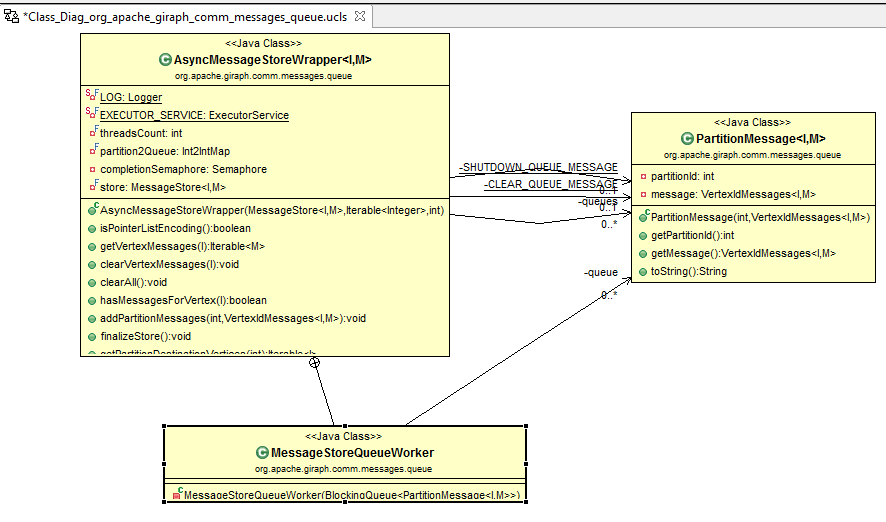 *Class_Diag_org_apache_giraph_comm_messages_queue.ucls
<<Java Class>>
AsyncMessageStoreWrapper<I,M>
org.apache.giraph.comm.messages.queue
LOG: Logger
EXECUTOR_SERVICE: ExecutorService
threadsCount: int
partition2Queue: Int2IntMap
completionSemaphore: Semaphore
store: MessageStore<I,M>
AsyncMessageStoreWrapper(MessageStore<I,M>,Iterable<Integer>,int)
isPointerListEncoding():boolean
getVertexMessages(I):Iterable<M>
clearVertexMessages(I):void
clearAll():void
hasMessagesForVertex(I):boolean
addPartitionMessages(int,VertexIdMessages<I,M>):void
finalizeStore():void
getPartitionDestinationVertices(int):Iterable<I>
-SHUTDOWN_QUEUE_MESSAGE
0..1
-CLEAR_QUEUE_MESSAGE
0..1
-queues
0..*
-queue
0..*
<<Java Class>>
PartitionMessage<I,M>
org.apache.giraph.comm.messages.queue
partitionId: int
message: VertexIdMessages<I,M>
PartitionMessage(int,VertexIdMessages<I,M>)
getPartitionId():int
getMessage():VertexIdMessages<I,M>
toString():String
<<Java Class>>
MessageStoreQueueWorker
org.apache.giraph.comm.messages.queue
MessageStoreQueueWorker(BlockingQueue<PartitionMessage<I,M>>)